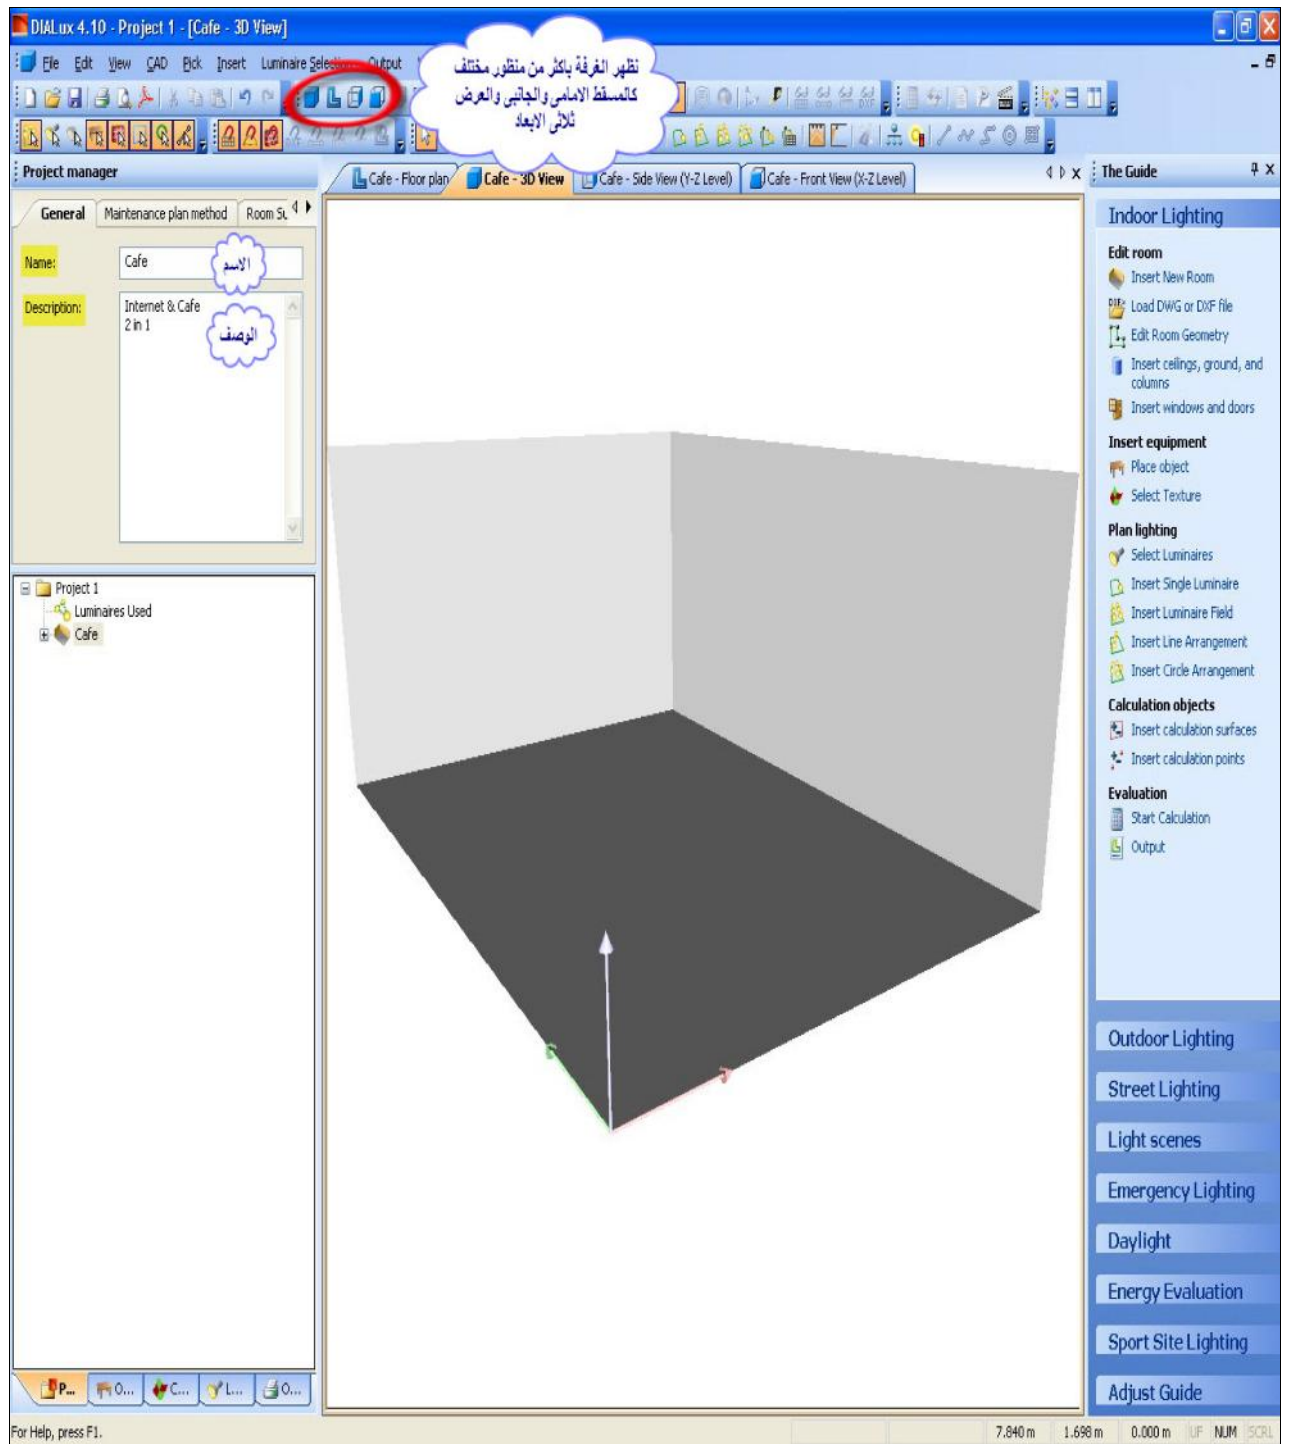 DIALux 4.10 - Project 1 - [Cafe - 3D View]
File Edit View CAD Pick Insert Luminaire Selection Output
نظهر الغرفة باكثر من منظور مختلف
كالمسقط الامامى والجانبى والعرض
ثلاثى الابعاد
Project manager
Cafe - Floor plan
Cafe - 3D View
Cafe - Side View (Y-Z Level)
Cafe - Front View (X-Z Level)
The Guide
General
Maintenance plan method
Room Su
Name:
Cafe
الاسم
Description:
Internet & Cafe
2 in 1
الوصف
Project 1
Luminaires Used
Cafe
Indoor Lighting
Edit room
Insert New Room
Load DWG or DXF file
Edit Room Geometry
Insert ceilings, ground, and
columns
Insert windows and doors
Insert equipment
Place object
Select Texture
Plan lighting
Select Luminaires
Insert Single Luminaire
Insert Luminaire Field
Insert Line Arrangement
Insert Circle Arrangement
Calculation objects
Insert calculation surfaces
Insert calculation points
Evaluation
Start Calculation
Output
Outdoor Lighting
Street Lighting
Light scenes
Emergency Lighting
Daylight
Energy Evaluation
Sport Site Lighting
Adjust Guide
P... O... C... L... O...
For Help, press F1.
7.840 m 1.698 m 0.000 m UF NUM SCRL